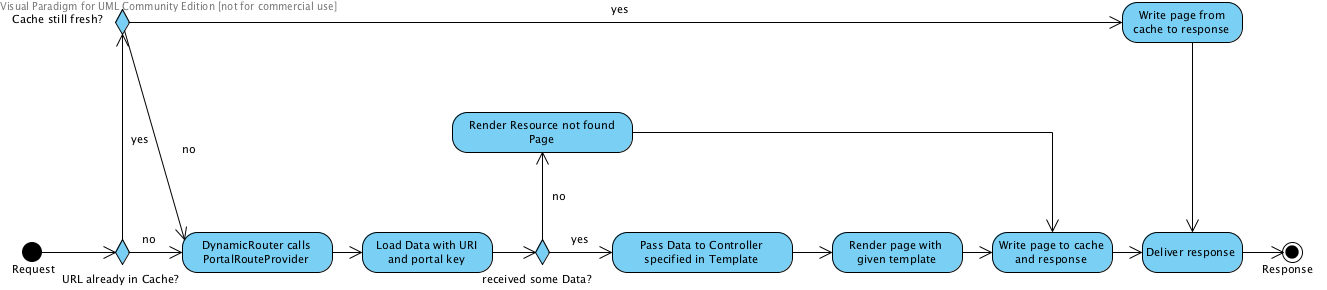 Visual Paradigm for UML Community Edition [not for commercial use]
Cache still fresh?
yes
Write page from
cache to response
yes
no
Render Resource not found
Page
no
Request
no
URL already in Cache?
DynamicRouter calls
PortalRouteProvider
Load Data with URI
and portal key
received some Data?
yes
Pass Data to Controller
specified in Template
Render page with
given template
Write page to cache
and response
Deliver response
Response